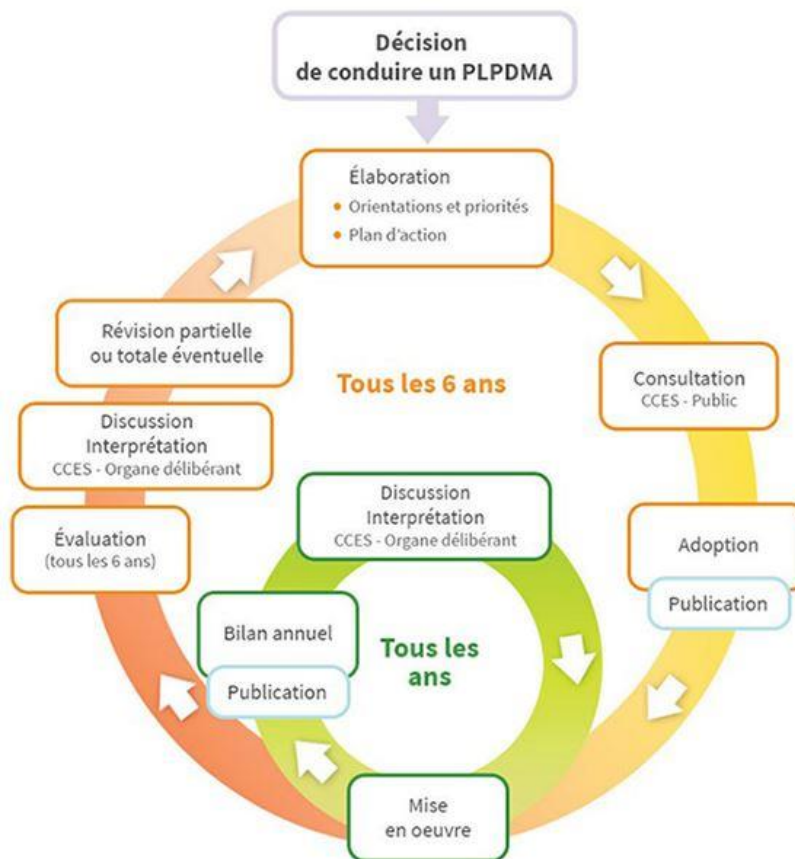 Décision
de conduire un PLPDMA
Élaboration
• Orientations et priorités
• Plan d'action
Révision partielle
ou totale éventuelle
Tous les 6 ans
Consultation
CCES - Public
Discussion
Interprétation
CCES - Organe délibérant
Discussion
Interprétation
CCES - Organe délibérant
Évaluation
(tous les 6 ans)
Adoption
Publication
Bilan annuel
Publication
Tous les
ans
Mise
en oeuvre